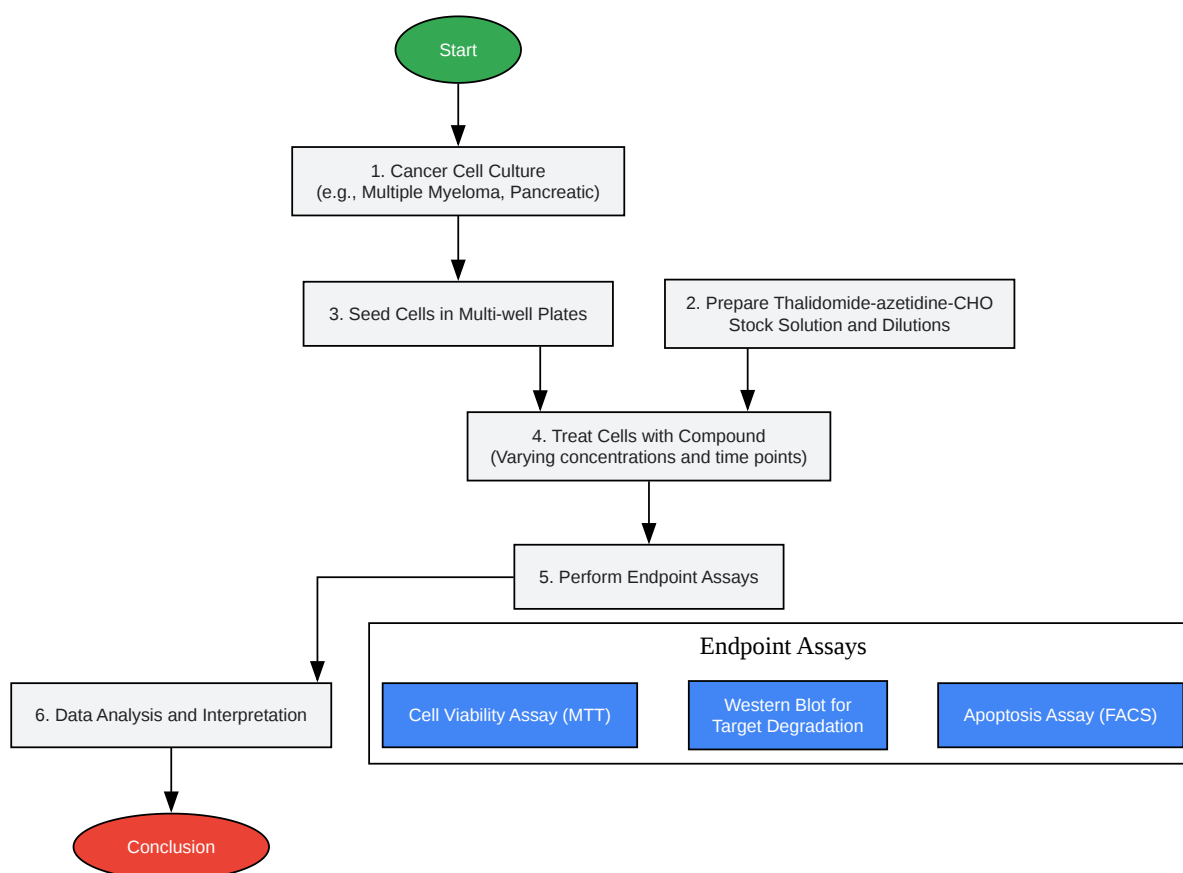 Start
1. Cancer Cell Culture
(e.g., Multiple Myeloma, Pancreatic)
3. Seed Cells in Multi-well Plates
2. Prepare Thalidomide-azetidine-CHO
Stock Solution and Dilutions
4. Treat Cells with Compound
(Varying concentrations and time points)
5. Perform Endpoint Assays
Endpoint Assays
Cell Viability Assay (MTT)
Western Blot for
Target Degradation
Apoptosis Assay (FACS)
6. Data Analysis and Interpretation
Conclusion